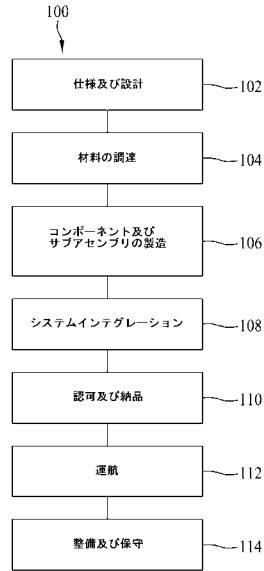 100
仕様及び設計
102
材料の調達
104
コンポーネント及び
サブアセンブリの製造
106
システムインテグレーション
108
認可及び納品
110
運航
112
整備及び保守
114